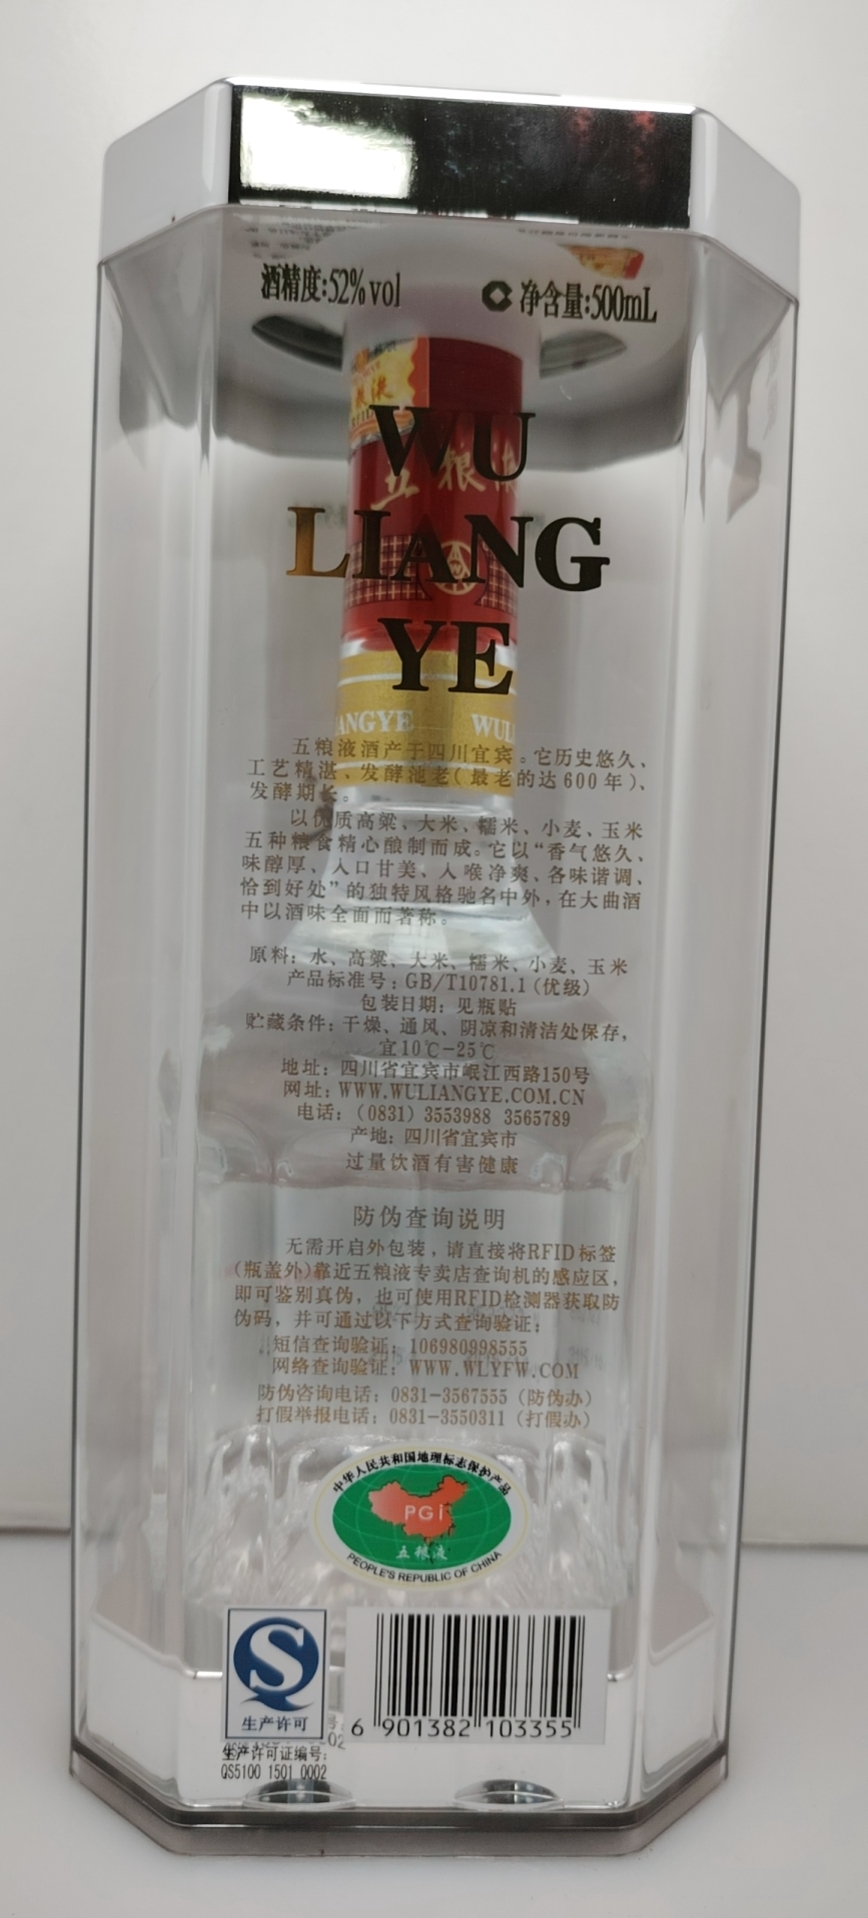 酒精度:52%vol
净含量:500mL
WU
LIANG
YE
五粮液
ANGYE WUL
五粮液酒产于四川宜宾。它历史悠久、
工艺精湛、发酵池老(最老的达600年)、
发酵期长。
以优质高粱、大米、糯米、小麦、玉米
五种粮食精心酿制而成。它以“香气悠久、
味醇厚、入口甘美、入喉净爽、各味谐调、
恰到好处”的独特风格驰名中外,在大曲酒
中以酒味全面而著称。
原料:水、高粱、大米、糯米、小麦、玉米
产品标准号:GB/T10781.1(优级)
包装日期:见瓶贴
贮藏条件:干燥、通风、阴凉和清洁处保存,
宜10℃-25℃
地址:四川省宜宾市岷江西路150号
网址:WWW.WULIANGYE.COM.CN
电话:(0831) 3553988 3565789
产地:四川省宜宾市
过量饮酒有害健康
防伪查询说明
无需开启外包装,请直接将RFID标签
(瓶盖外)靠近五粮液专卖店查询机的感应区,
即可鉴别真伪,也可使用RFID检测器获取防
伪码,并可通过以下方式查询验证;
短信查询验证:106980998555
网络查询验证:WWW.WLYFW.COM
防伪咨询电话:0831-3567555(防伪办)
打假举报电话:0831-3550311(打假办)
中华人民共和国地理标志保护产品
PGi
五粮液
PEOPLE'S REPUBLIC OF CHINA
生产许可
6 901382 103355
生产许可证编号:
QS5100 1501 0002